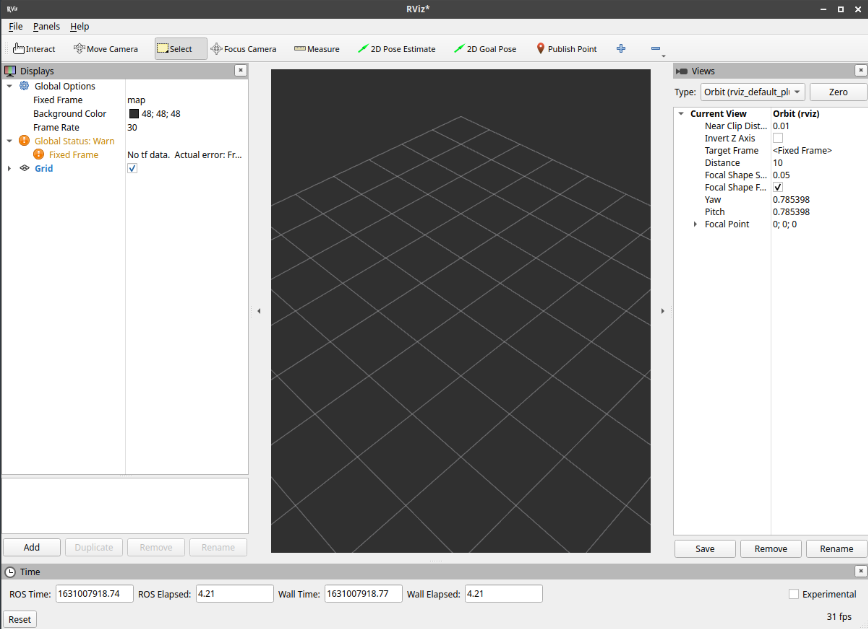 RViz RViz*
File Panels Help
Interact Move Camera Select Focus Camera Measure 2D Pose Estimate 2D Goal Pose Publish Point
Displays
Global Options
Fixed Frame map
Background Color 48; 48; 48
Frame Rate 30
Global Status: Warn
Fixed Frame No tf data. Actual error: Fr...
Grid
Add Duplicate Remove Rename
Views
Type: Orbit (rviz_default_pl Zero
Current View Orbit (rviz)
Near Clip Dist... 0.01
Invert Z Axis
Target Frame <Fixed Frame>
Distance 10
Focal Shape S... 0.05
Focal Shape F...
Yaw 0.785398
Pitch 0.785398
Focal Point 0; 0; 0
Save Remove Rename
Time
ROS Time: 1631007918.74 ROS Elapsed: 4.21 Wall Time: 1631007918.77 Wall Elapsed: 4.21 Experimental
Reset 31 fps